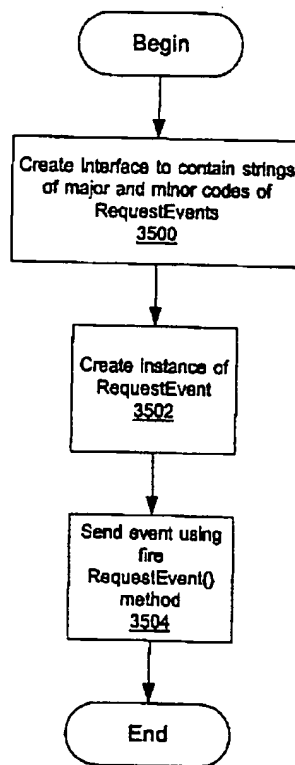 Begin
Create Interface to contain strings
of major and minor codes of
RequestEvents
3500
Create instance of
RequestEvent
3502
Send event using
fire
RequestEvent()
method
3504
End